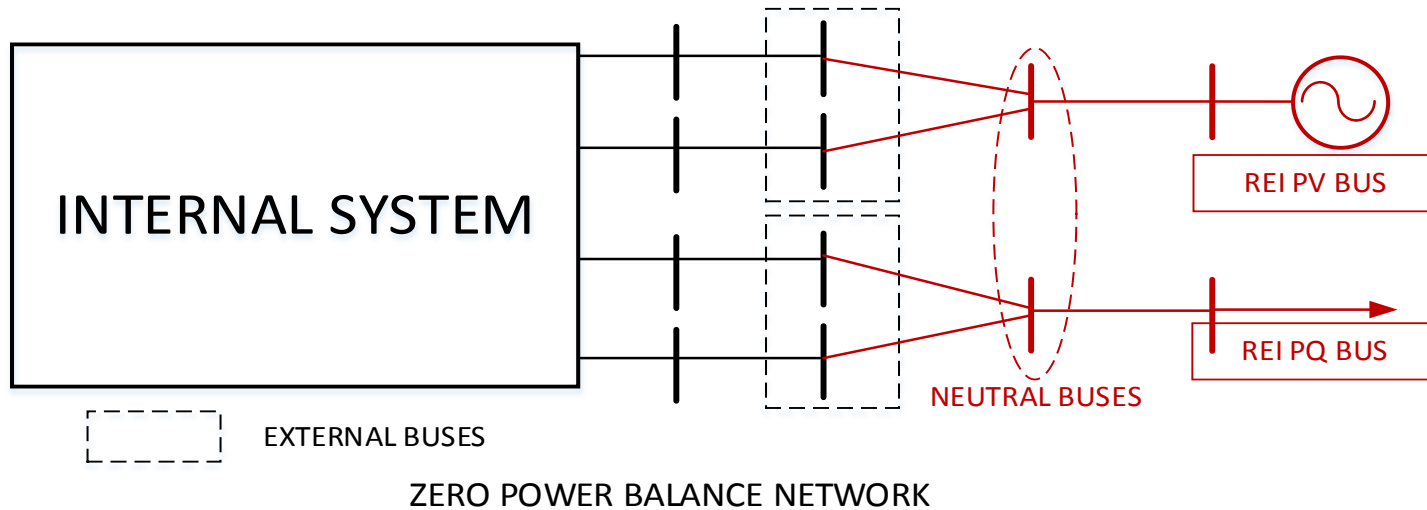 INTERNAL SYSTEM
REI PV BUS
REI PQ BUS
NEUTRAL BUSES
EXTERNAL BUSES
ZERO POWER BALANCE NETWORK